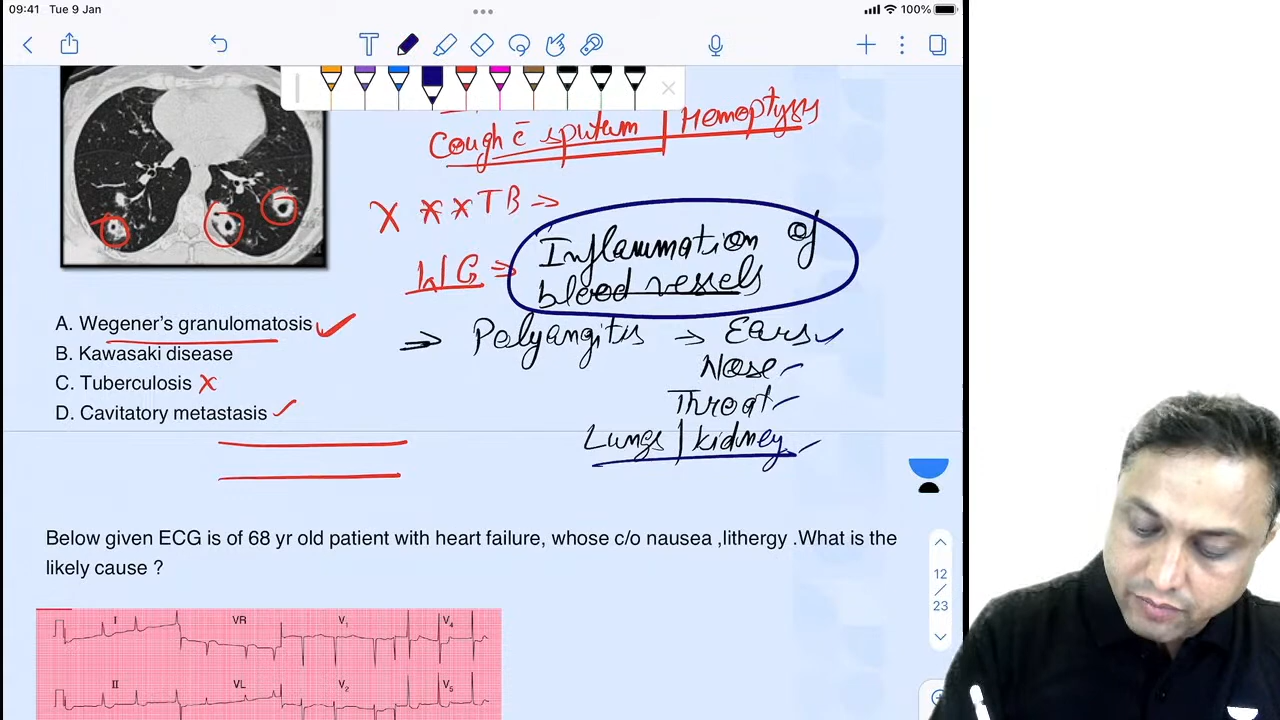 09:41 Tue 9 Jan
100%
T
Cough c̄ sputum | Hemoptysis
X ** TB ⇒
WG ⇒ Inflammation of
blood vessels
A. Wegener's granulomatosis
⇒ Polyangitis → Ears
B. Kawasaki disease
Nose
C. Tuberculosis X
Throat
D. Cavitatory metastasis
Lungs | kidney
Below given ECG is of 68 yr old patient with heart failure, whose c/o nausea ,lithergy .What is the
likely cause ?
12
/
23
I VR V1 V4
II VL V2 V5